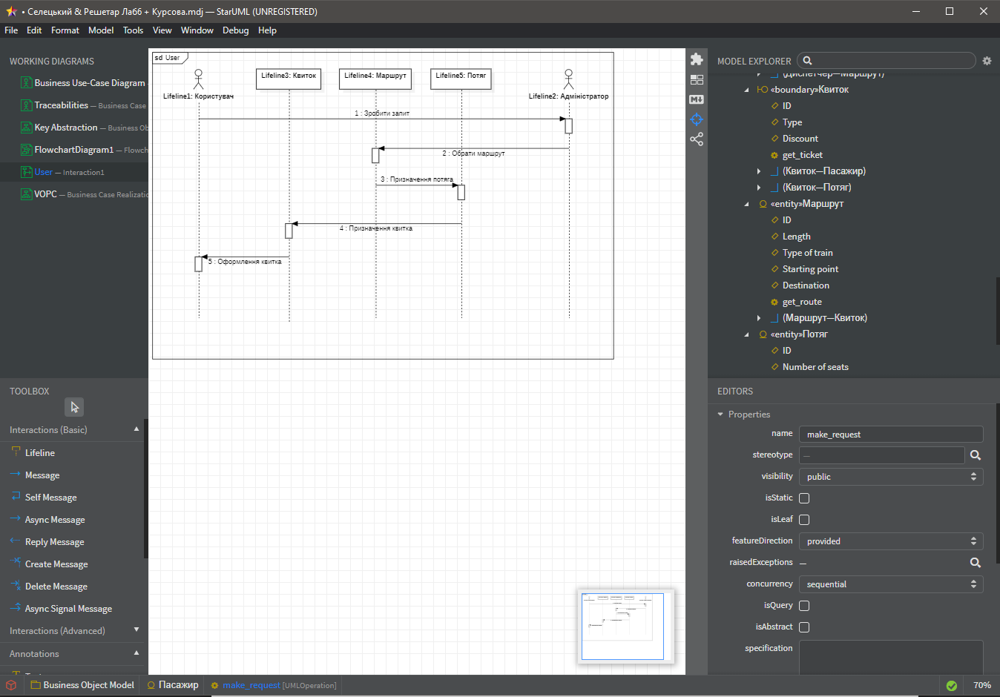 • Селецький & Решетар Лабб + Курсова.mdj — StarUML (UNREGISTERED)
File Edit Format Model Tools View Window Debug Help
WORKING DIAGRAMS
Business Use-Case Diagram
Traceabilities — Business Case
Key Abstraction — Business Ob
FlowchartDiagram1 — Flowch
User — Interaction1
VOPC — Business Case Realizatio
TOOLBOX
Interactions (Basic)
Lifeline
Message
Self Message
Async Message
Reply Message
Create Message
Delete Message
Async Signal Message
Interactions (Advanced)
Annotations
sd User
Lifeline1: Користувач
Lifeline3: Квиток
Lifeline4: Маршрут
Lifeline5: Потяг
Lifeline2: Адміністратор
1 : Зробити запит
2 : Обрати маршрут
3 : Призначення потяга
4 : Призначення квитка
5 : Оформлення квитка
MODEL EXPLORER
(Диспетчер—Маршрут)
«boundary»Квиток
ID
Type
Discount
get_ticket
(Квиток—Пасажир)
(Квиток—Потяг)
«entity»Маршрут
ID
Length
Type of train
Starting point
Destination
get_route
(Маршрут—Квиток)
«entity»Потяг
ID
Number of seats
EDITORS
Properties
name make_request
stereotype —
visibility public
isStatic
isLeaf
featureDirection provided
raisedExceptions —
concurrency sequential
isQuery
isAbstract
specification
Business Object Model Пасажир make_request [UMLOperation] 70%